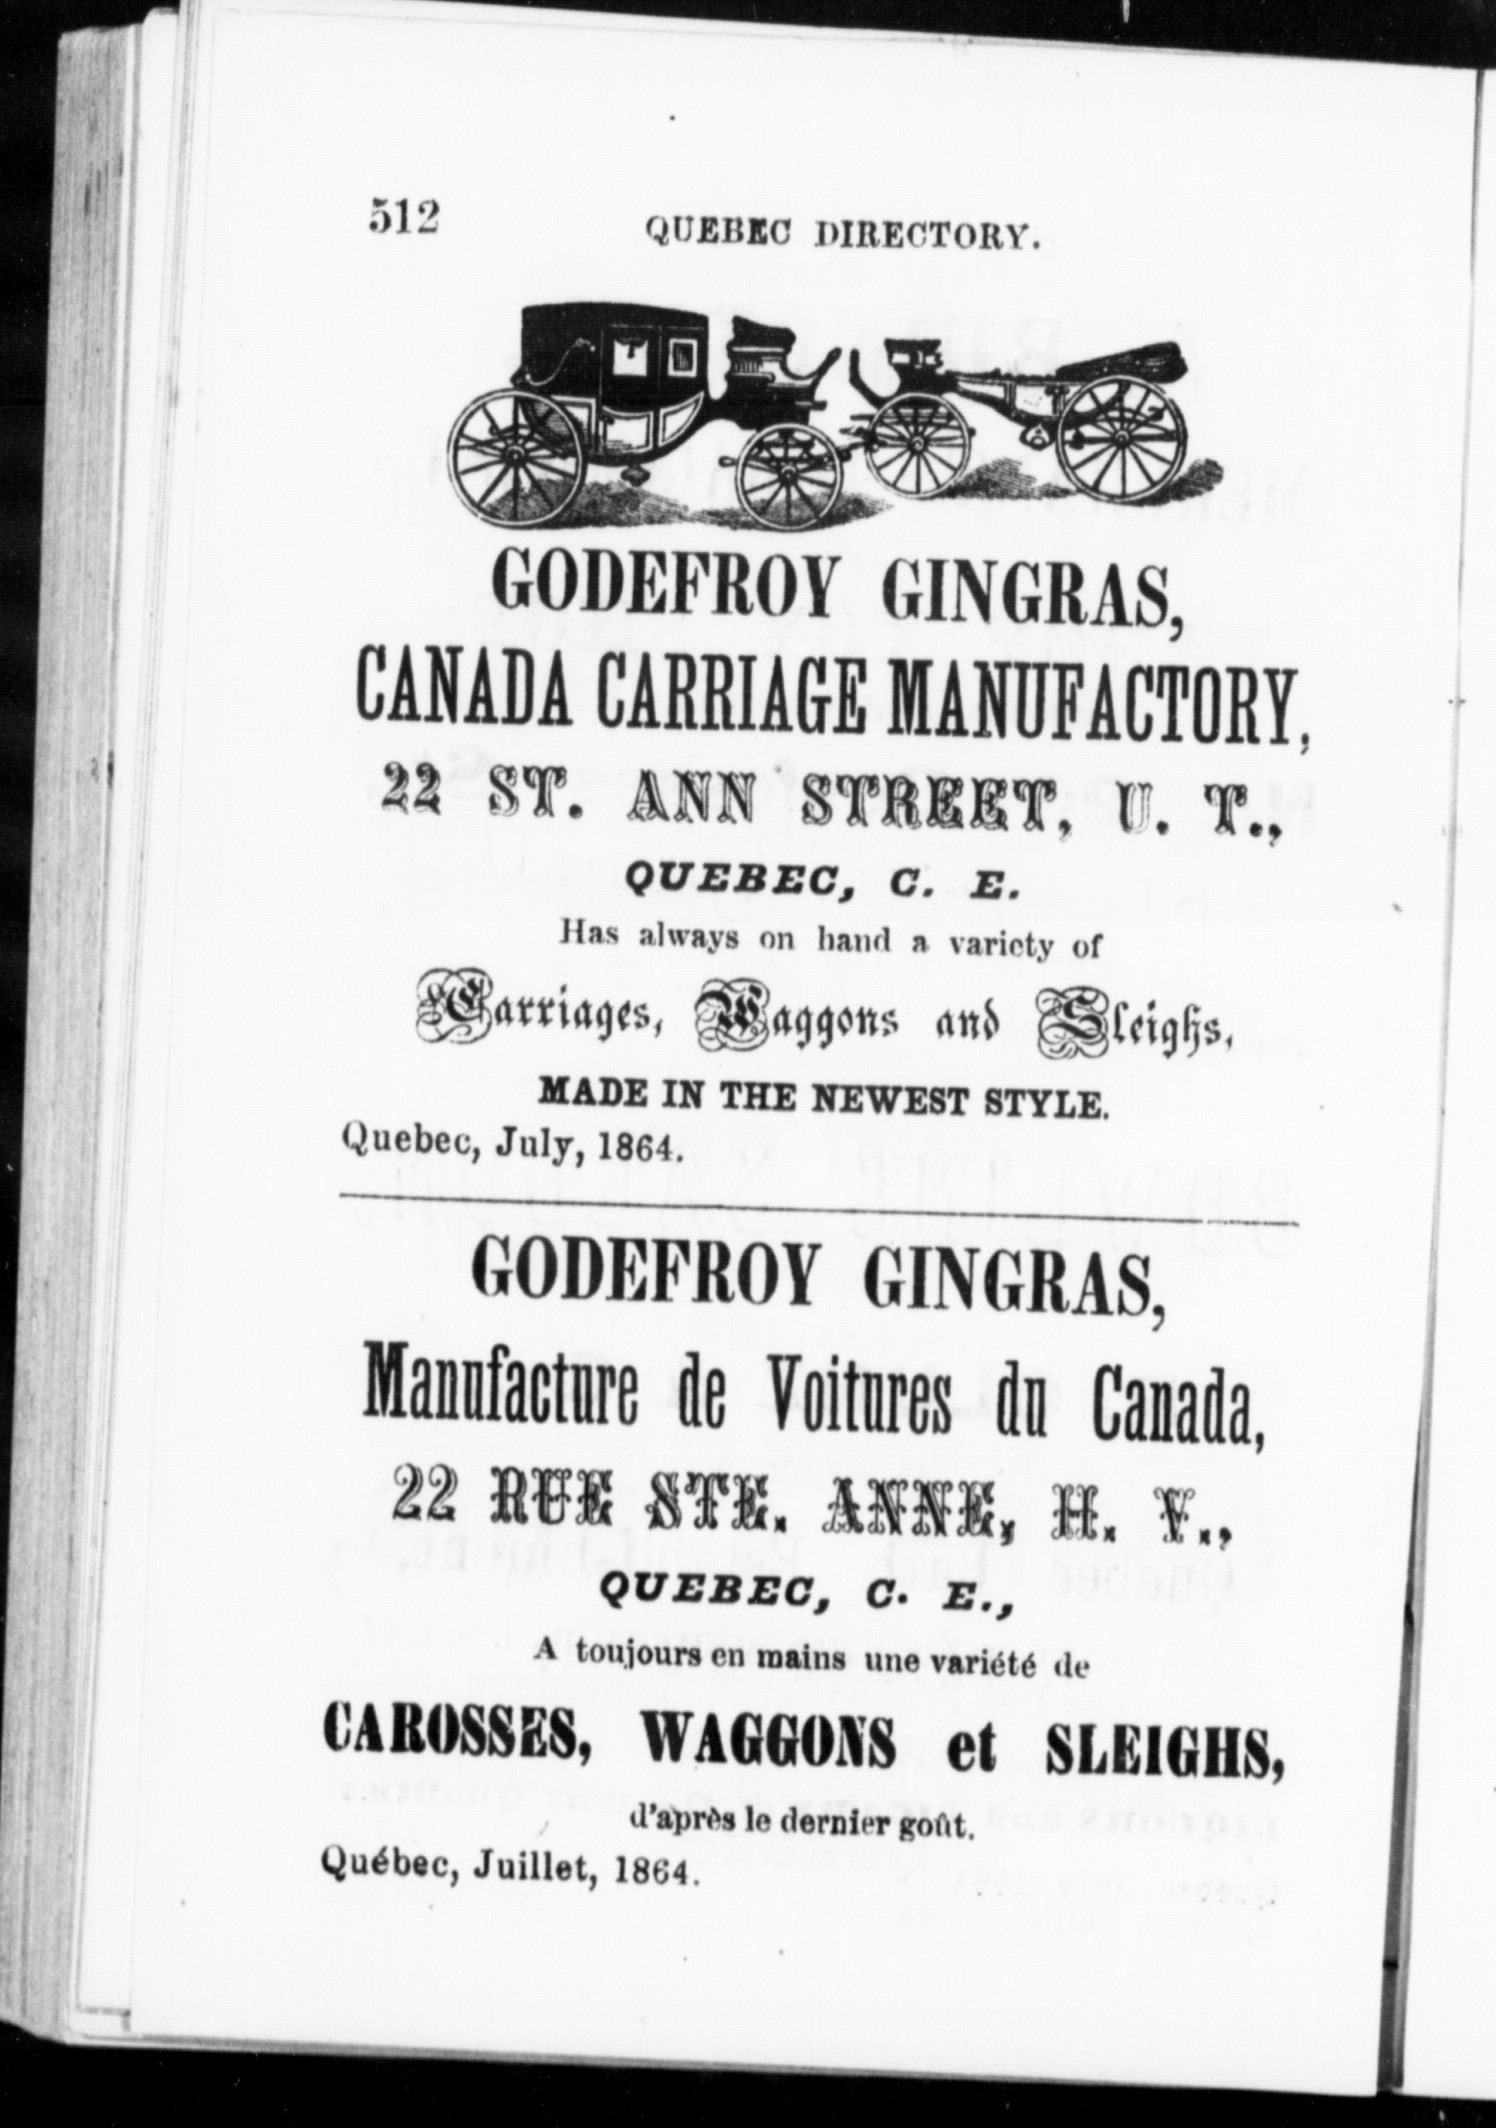 512 QUEBEC DIRECTORY.
GODEFROY GINGRAS,
CANADA CARRIAGE MANUFACTORY,
22 ST. ANN STREET, U. T.,
QUEBEC, C. E.
Has always on hand a variety of
Carriages, Waggons and Sleighs,
MADE IN THE NEWEST STYLE.
Quebec, July, 1864.
GODEFROY GINGRAS,
Manufacture de Voitures du Canada,
22 RUE STE. ANNE, H. V.,
QUEBEC, C. E.,
A toujours en mains une variété de
CAROSSES, WAGGONS et SLEIGHS,
d'après le dernier goût.
Québec, Juillet, 1864.